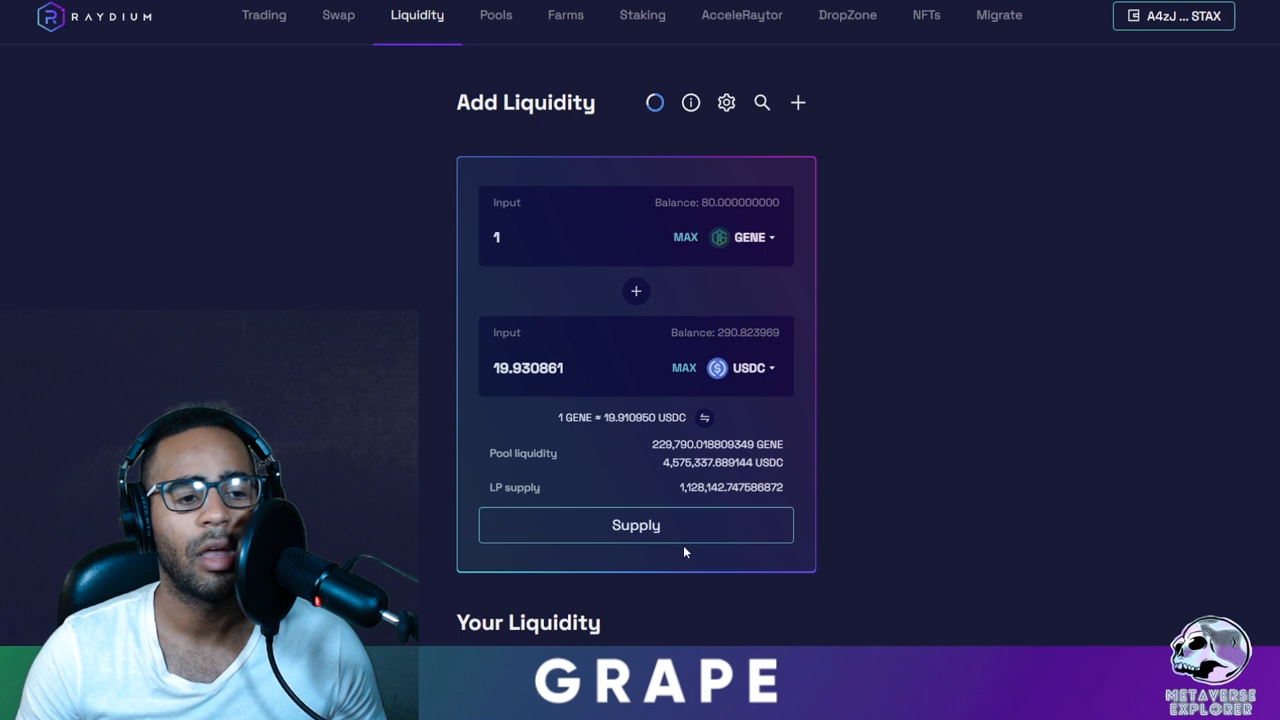 RAYDIUM
Trading
Swap
Liquidity
Pools
Farms
Staking
AcceleRaytor
DropZone
NFTs
Migrate
A4zJ ... STAX
Add Liquidity
Input
Balance: 80.000000000
1
MAX
GENE
Input
Balance: 290.823969
19.930861
MAX
USDC
1 GENE ≈ 19.910950 USDC
Pool liquidity
229,790.018809349 GENE
4,575,337.689144 USDC
LP supply
1,128,142.747586872
Supply
Your Liquidity
GRAPE
METAVERSE
EXPLORER